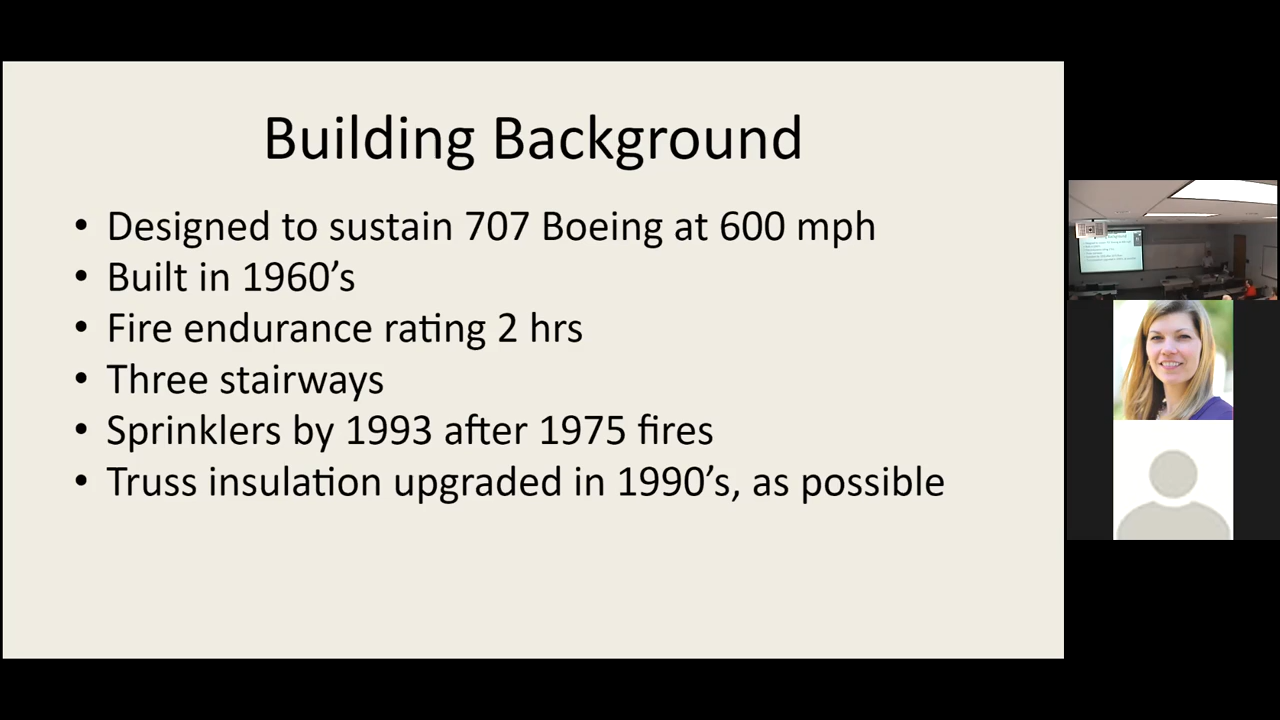 Building Background
• Designed to sustain 707 Boeing at 600 mph
• Built in 1960’s
• Fire endurance rating 2 hrs
• Three stairways
• Sprinklers by 1993 after 1975 fires
• Truss insulation upgraded in 1990’s, as possible